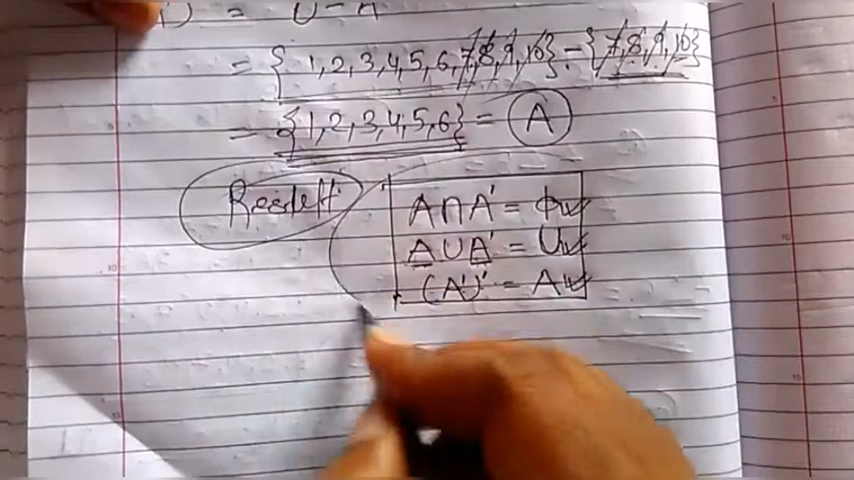 ') = U - A
= {1,2,3,4,5,6,7,8,9,10} - {7,8,9,10}
= {1,2,3,4,5,6} = A
Result
A∩A' = ϕ
A∪A' = U
(A')' = A